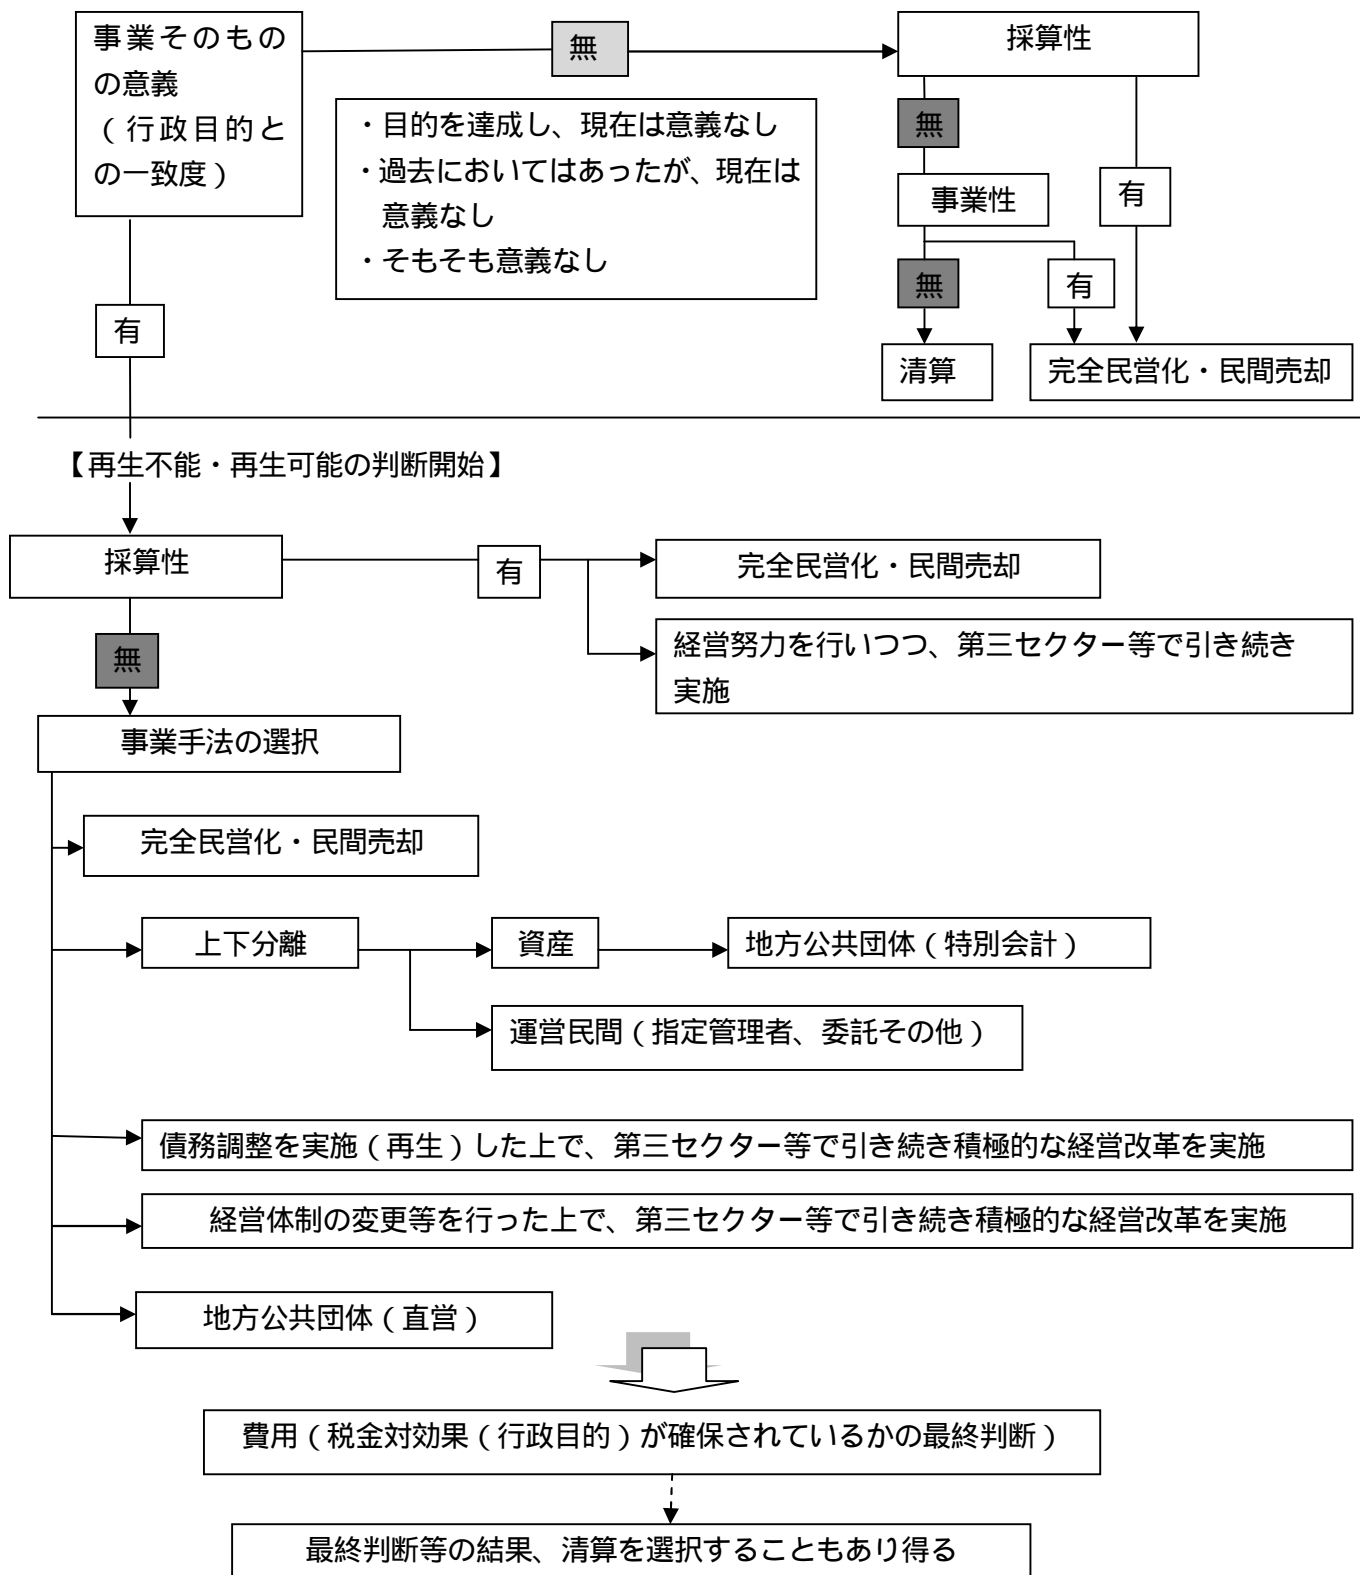 事業そのもの
の意義
（行政目的と
の一致度）
無
採算性
・目的を達成し、現在は意義なし
・過去においてはあったが、現在は
意義なし
・そもそも意義なし
無
事業性
有
無
有
有
清算
完全民営化・民間売却
【再生不能・再生可能の判断開始】
採算性
有
完全民営化・民間売却
経営努力を行いつつ、第三セクター等で引き続き
実施
無
事業手法の選択
完全民営化・民間売却
上下分離
資産
地方公共団体（特別会計）
運営民間（指定管理者、委託その他）
債務調整を実施（再生）した上で、第三セクター等で引き続き積極的な経営改革を実施
経営体制の変更等を行った上で、第三セクター等で引き続き積極的な経営改革を実施
地方公共団体（直営）
費用（税金対効果（行政目的）が確保されているかの最終判断）
最終判断等の結果、清算を選択することもあり得る